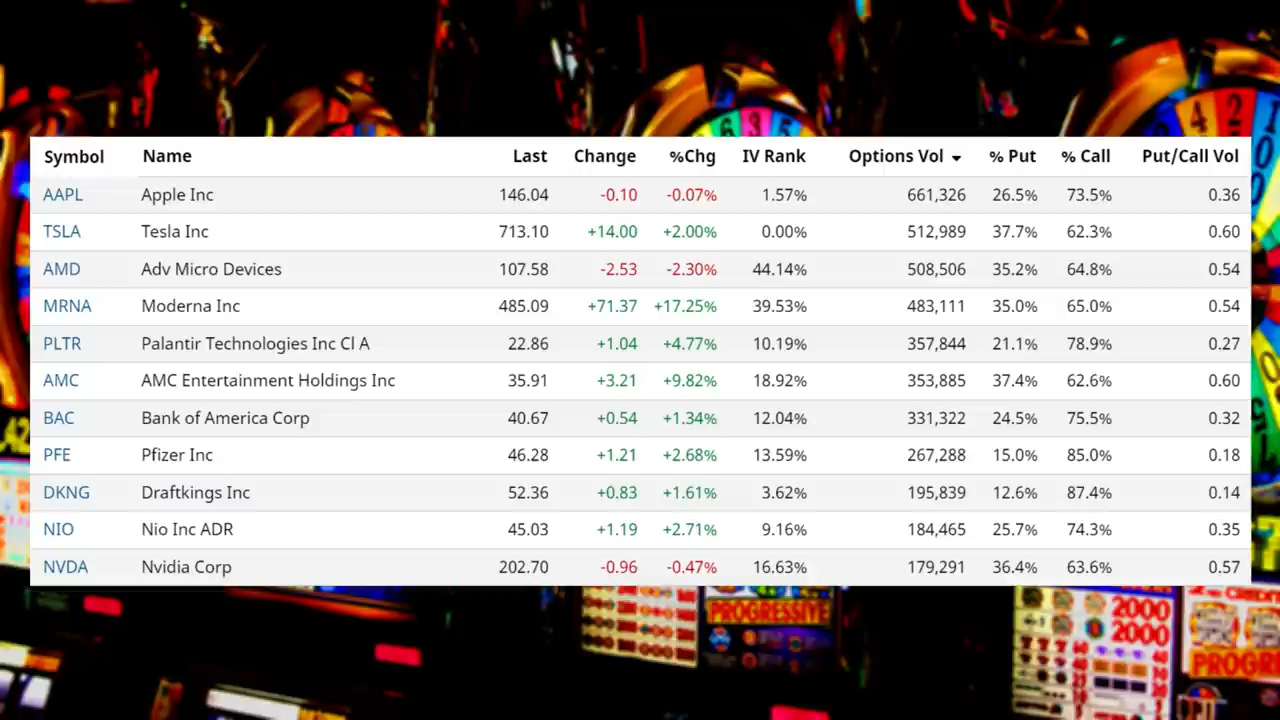 Symbol Name Last Change %Chg IV Rank Options Vol % Put % Call Put/Call Vol
AAPL Apple Inc 146.04 -0.10 -0.07% 1.57% 661,326 26.5% 73.5% 0.36
TSLA Tesla Inc 713.10 +14.00 +2.00% 0.00% 512,989 37.7% 62.3% 0.60
AMD Adv Micro Devices 107.58 -2.53 -2.30% 44.14% 508,506 35.2% 64.8% 0.54
MRNA Moderna Inc 485.09 +71.37 +17.25% 39.53% 483,111 35.0% 65.0% 0.54
PLTR Palantir Technologies Inc Cl A 22.86 +1.04 +4.77% 10.19% 357,844 21.1% 78.9% 0.27
AMC AMC Entertainment Holdings Inc 35.91 +3.21 +9.82% 18.92% 353,885 37.4% 62.6% 0.60
BAC Bank of America Corp 40.67 +0.54 +1.34% 12.04% 331,322 24.5% 75.5% 0.32
PFE Pfizer Inc 46.28 +1.21 +2.68% 13.59% 267,288 15.0% 85.0% 0.18
DKNG Draftkings Inc 52.36 +0.83 +1.61% 3.62% 195,839 12.6% 87.4% 0.14
NIO Nio Inc ADR 45.03 +1.19 +2.71% 9.16% 184,465 25.7% 74.3% 0.35
NVDA Nvidia Corp 202.70 -0.96 -0.47% 16.63% 179,291 36.4% 63.6% 0.57
PROGRESSIVE
2000
2000